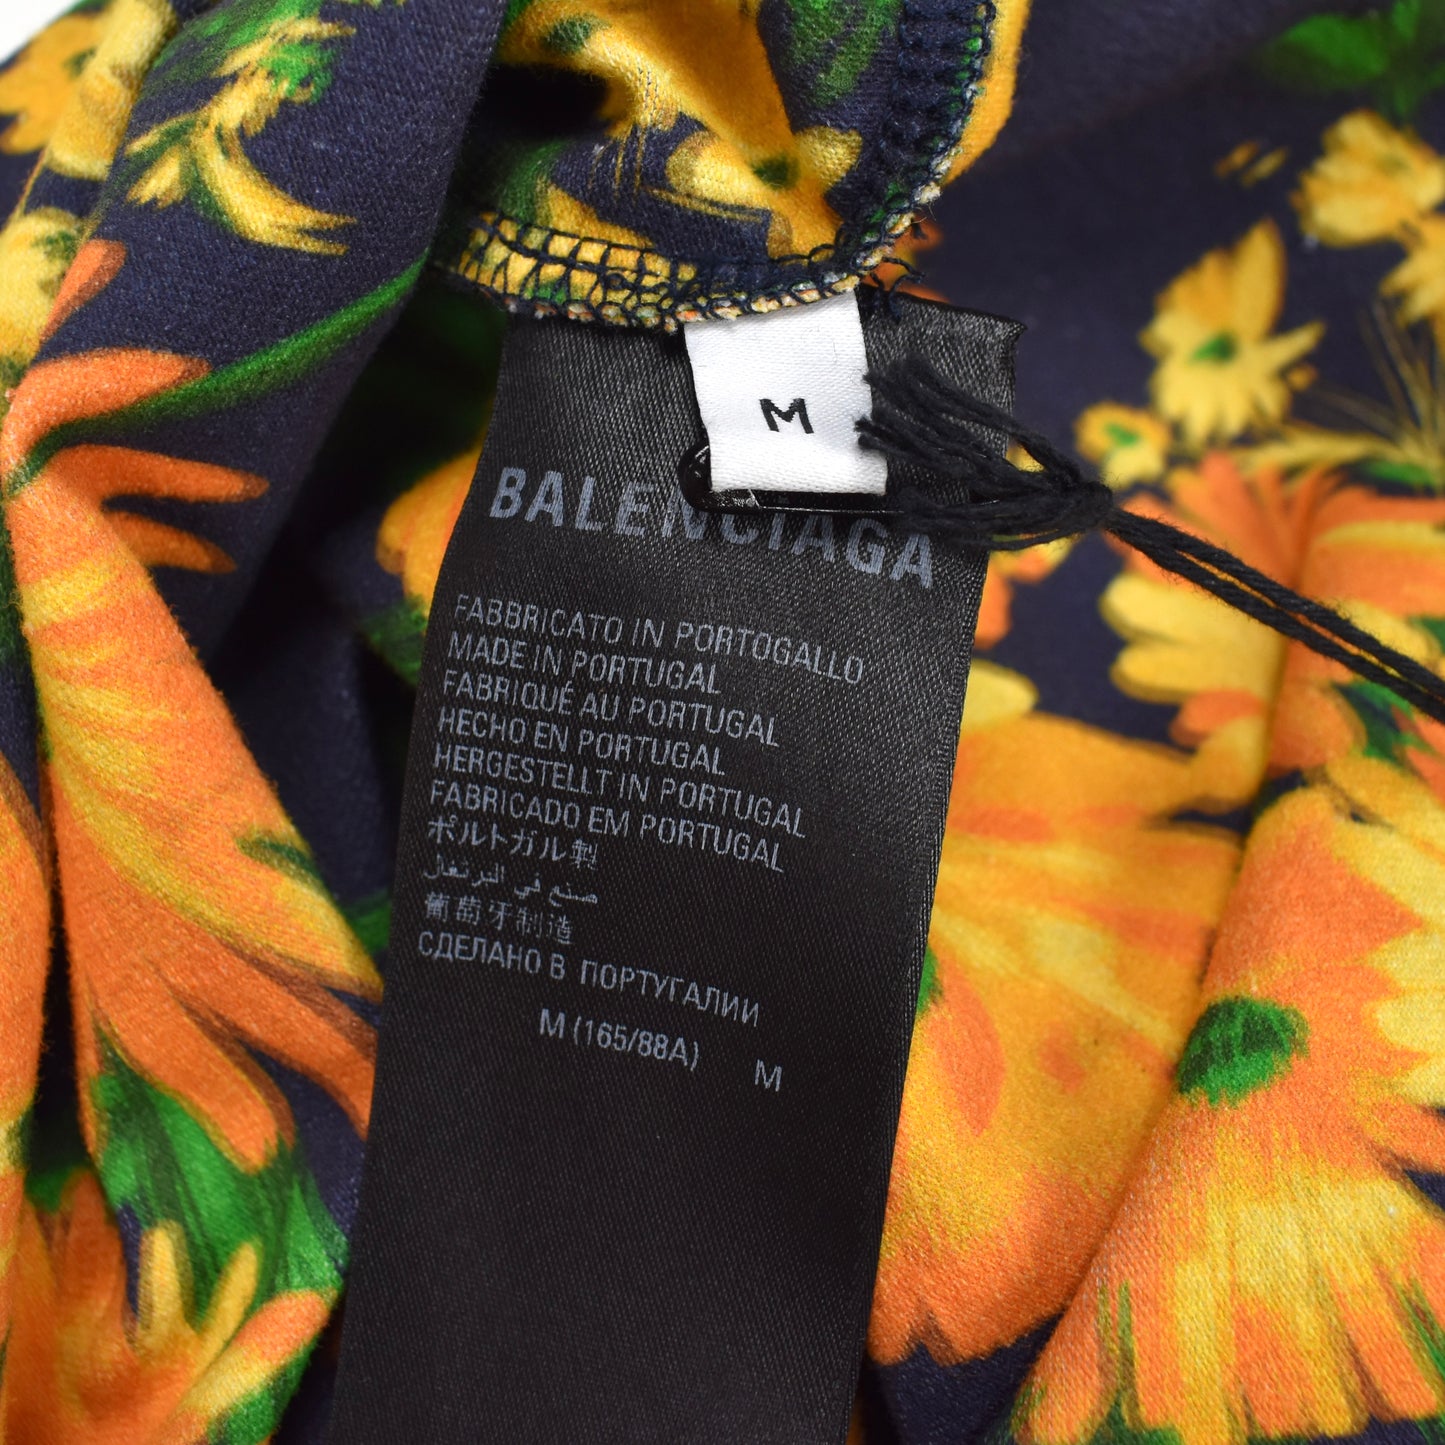 M
BALENCIAGA
FABBRICATO IN PORTOGALLO
MADE IN PORTUGAL
FABRIQUÉ AU PORTUGAL
HECHO EN PORTUGAL
HERGESTELLT IN PORTUGAL
FABRICADO EM PORTUGAL
ポルトガル製
صنع في البرتغال
葡萄牙制造
СДЕЛАНО В ПОРТУГАЛИИ
M (165/88A) M